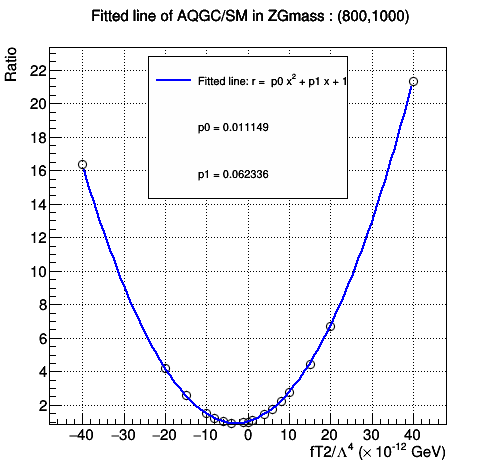 Fitted line of AQGC/SM in ZGmass : (800,1000)
Ratio
Fitted line: r = p0 x² + p1 x + 1
p0 = 0.011149
p1 = 0.062336
22
20
18
16
14
12
10
8
6
4
2
−40 −30 −20 −10 0 10 20 30 40
fT2/Λ⁴ (× 10⁻¹² GeV)